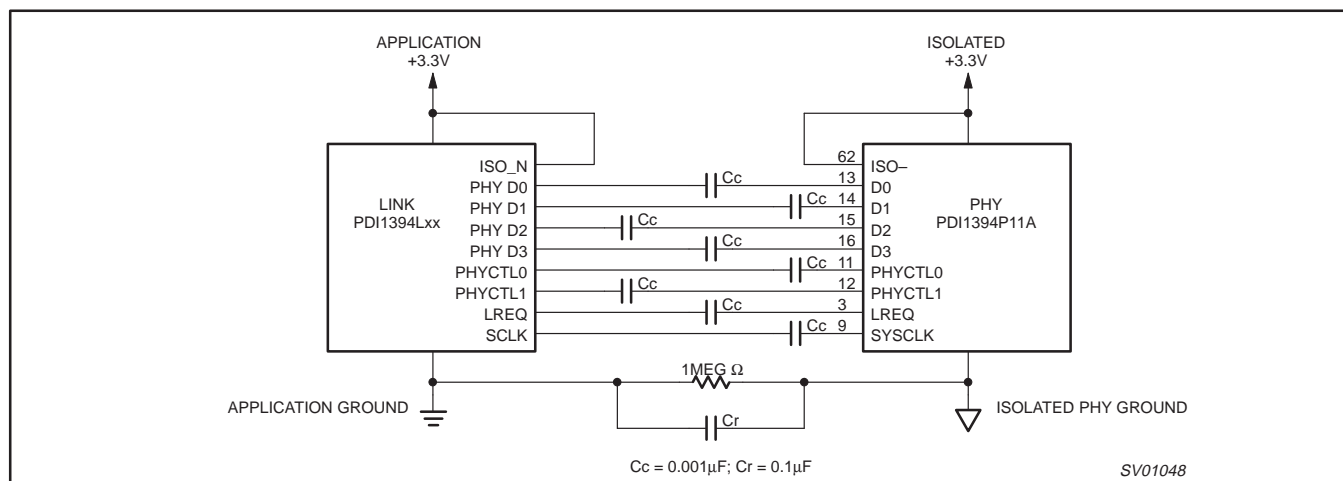 APPLICATION
+3.3V
ISOLATED
+3.3V
LINK
PDI1394Lxx
ISO_N
PHY D0
PHY D1
PHY D2
PHY D3
PHYCTL0
PHYCTL1
LREQ
SCLK
Cc
Cc
Cc
Cc
Cc
Cc
Cc
Cc
62
13
14
15
16
11
12
3
9
ISO–
D0
D1
D2
D3
PHYCTL0
PHYCTL1
LREQ
SYSCLK
PHY
PDI1394P11A
1MEG Ω
APPLICATION GROUND
Cr
ISOLATED PHY GROUND
Cc = 0.001μF; Cr = 0.1μF
SV01048